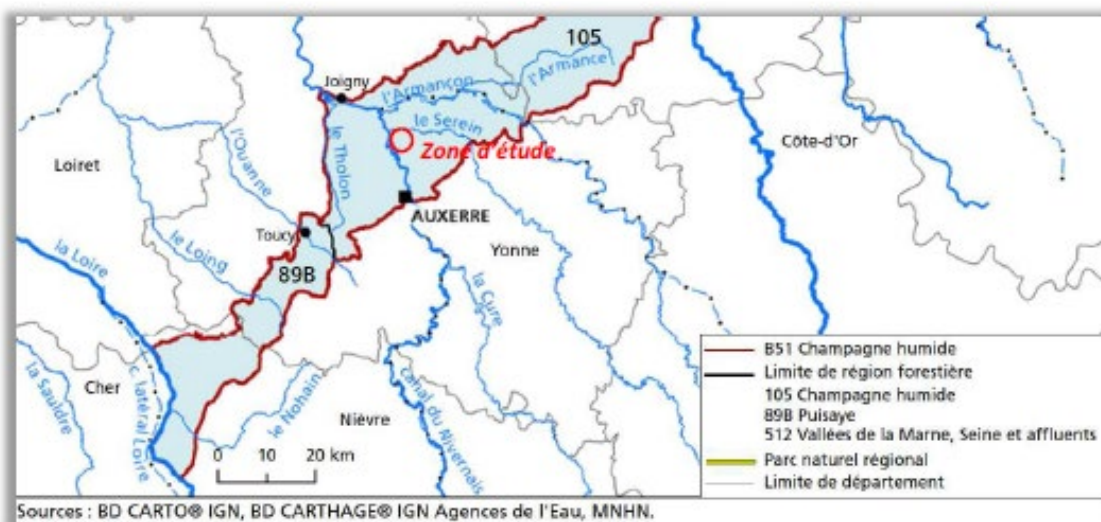 105
Joigny
l'Armançon
l'Armance
le Serein
Zone d'étude
Côte-d'Or
Loiret
l'Ouanne
le Tholon
AUXERRE
Toucy
Yonne
la Loire
le Loing
89B
la Cure
Cher
c. latéral Loire
la Sauldre
le Nohain
Nièvre
canal du Nivernais
0 10 20 km
B51 Champagne humide
Limite de région forestière
105 Champagne humide
89B Puisaye
512 Vallées de la Marne, Seine et affluents
Parc naturel régional
Limite de département
Sources : BD CARTO® IGN, BD CARTHAGE® IGN Agences de l'Eau, MNHN.